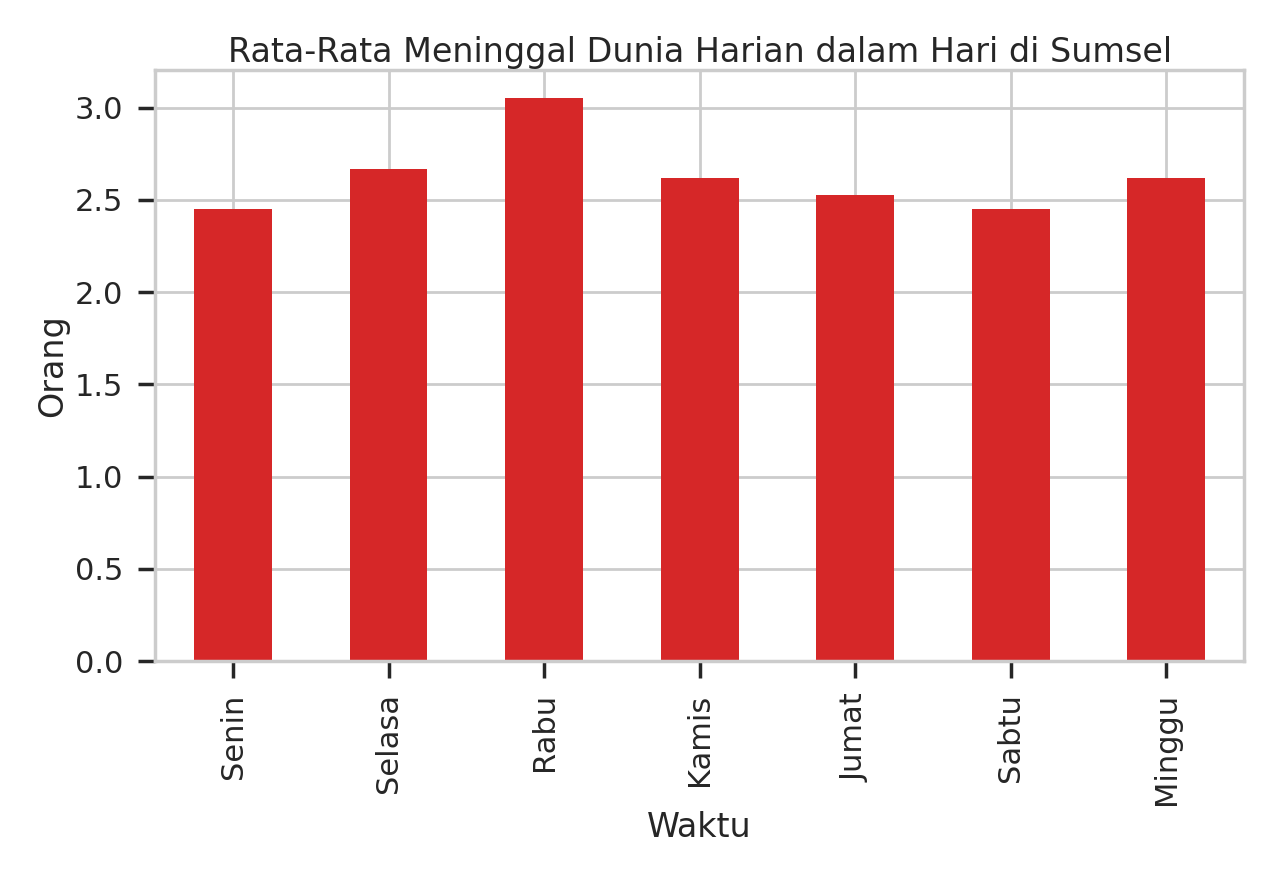 Rata-Rata Meninggal Dunia Harian dalam Hari di Sumsel
3.0
2.5
2.0
1.5
1.0
0.5
0.0
Orang
Senin
Selasa
Rabu
Kamis
Jumat
Sabtu
Minggu
Waktu